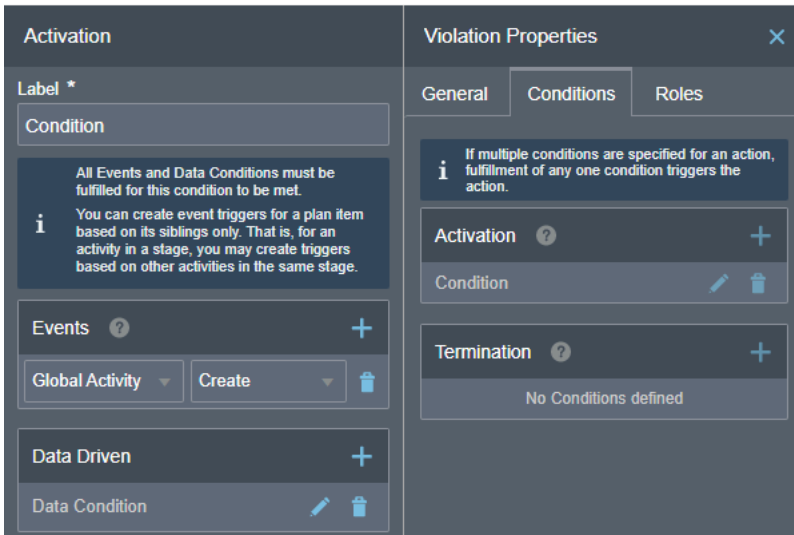 Activation
Label *
Condition
All Events and Data Conditions must be
fulfilled for this condition to be met.
You can create event triggers for a plan item
based on its siblings only. That is, for an
activity in a stage, you may create triggers
based on other activities in the same stage.
Events ?
Global Activity Create
Data Driven
Data Condition
Violation Properties
General Conditions Roles
If multiple conditions are specified for an action,
fulfillment of any one condition triggers the
action.
Activation ?
Condition
Termination ?
No Conditions defined